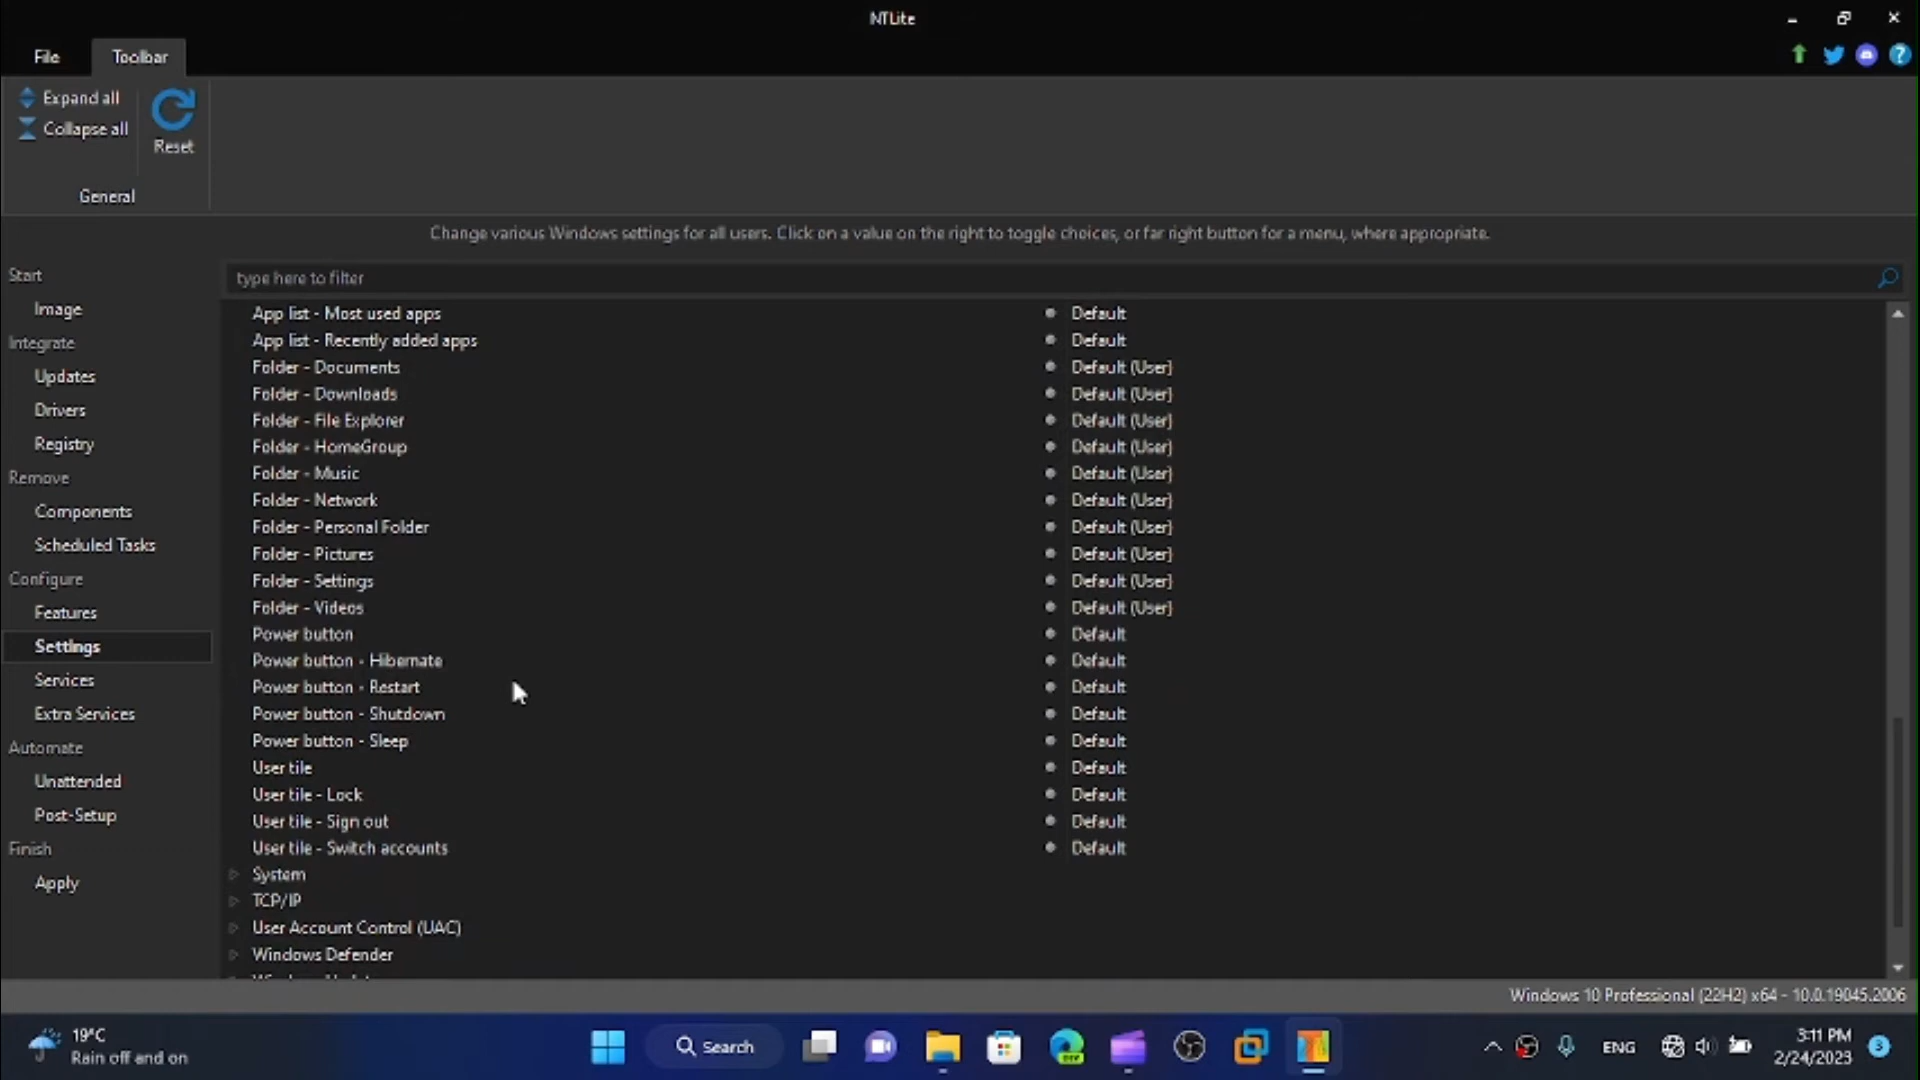 NTLite
File
Toolbar
Expand all
Collapse all
Reset
General
Change various Windows settings for all users. Click on a value on the right to toggle choices, or far right button for a menu, where appropriate.
type here to filter
Start
Image
Integrate
Updates
Drivers
Registry
Remove
Components
Scheduled Tasks
Configure
Features
Settings
Services
Extra Services
Automate
Unattended
Post-Setup
Finish
Apply
App list - Most used apps Default
App list - Recently added apps Default
Folder - Documents Default (User)
Folder - Downloads Default (User)
Folder - File Explorer Default (User)
Folder - HomeGroup Default (User)
Folder - Music Default (User)
Folder - Network Default (User)
Folder - Personal Folder Default (User)
Folder - Pictures Default (User)
Folder - Settings Default (User)
Folder - Videos Default (User)
Power button Default
Power button - Hibernate Default
Power button - Restart Default
Power button - Shutdown Default
Power button - Sleep Default
User tile Default
User tile - Lock Default
User tile - Sign out Default
User tile - Switch accounts Default
System
TCP/IP
User Account Control (UAC)
Windows Defender
Windows 10 Professional (22H2) x64 - 10.0.19045.2006
19°C
Rain off and on
Search
DEV
ENG
3:11 PM
2/24/2023
3